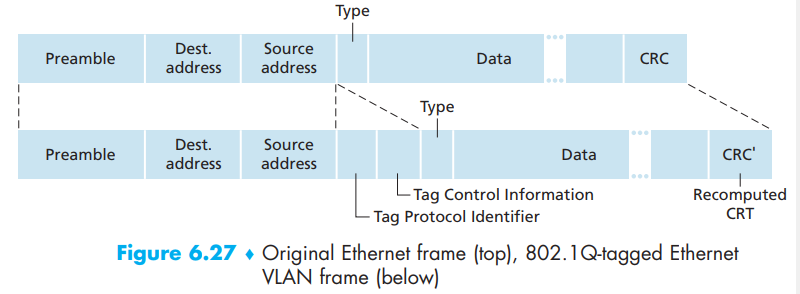 Type
Preamble
Dest.
address
Source
address
Data
CRC
Type
Preamble
Dest.
address
Source
address
Data
CRC'
Tag Control Information
Tag Protocol Identifier
Recomputed
CRT
Figure 6.27 ♦ Original Ethernet frame (top), 802.1Q-tagged Ethernet
VLAN frame (below)